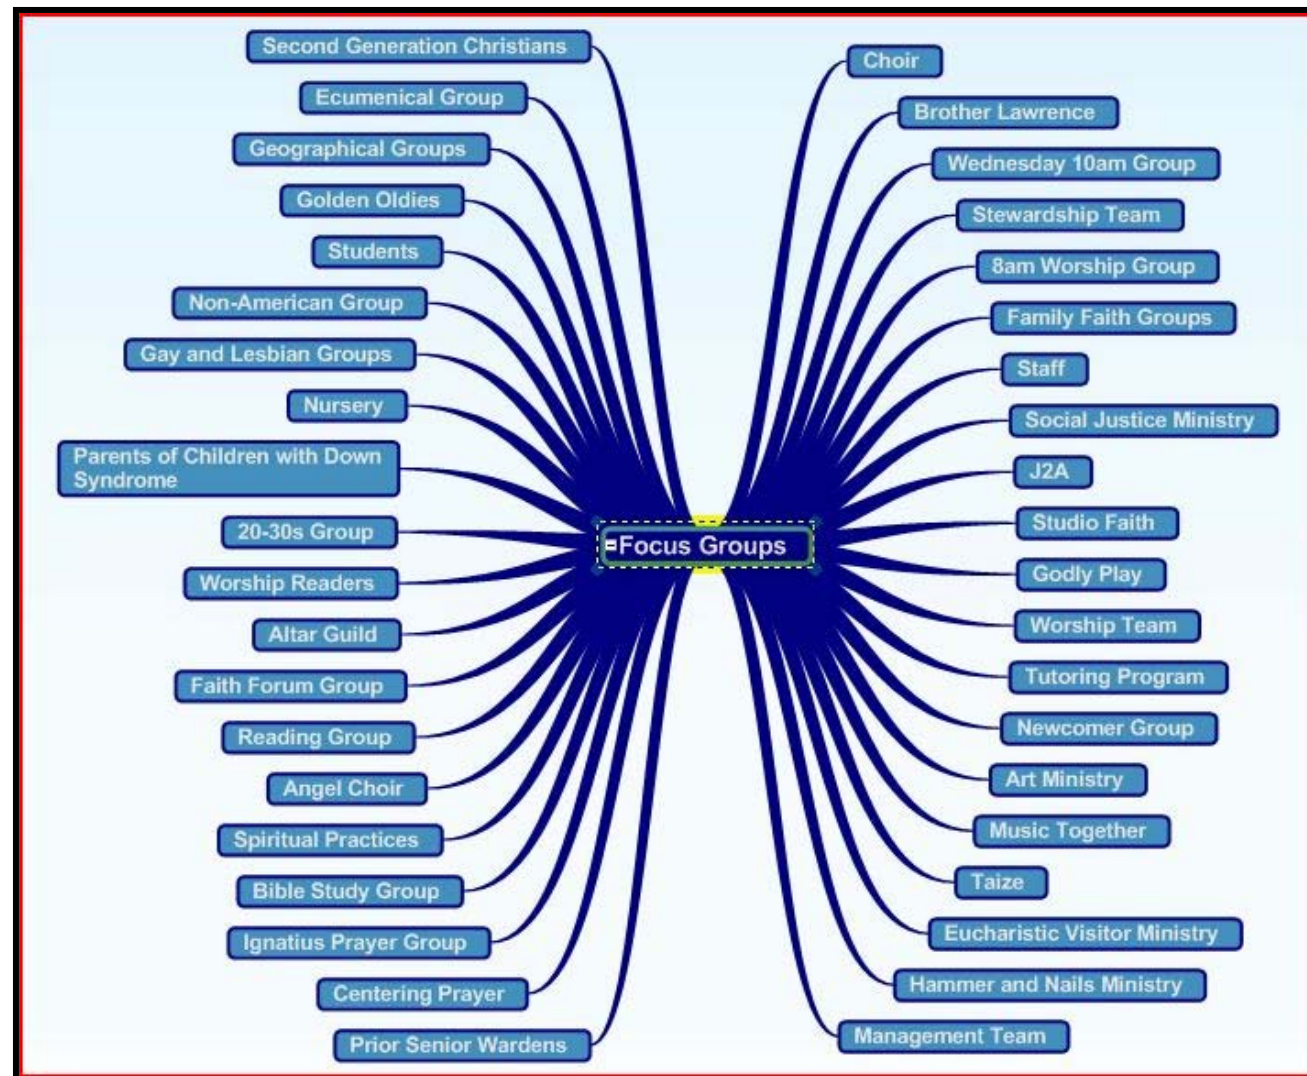 Second Generation Christians
Ecumenical Group
Geographical Groups
Golden Oldies
Students
Non-American Group
Gay and Lesbian Groups
Nursery
Parents of Children with Down
Syndrome
20-30s Group
Worship Readers
Altar Guild
Faith Forum Group
Reading Group
Angel Choir
Spiritual Practices
Bible Study Group
Ignatius Prayer Group
Centering Prayer
Prior Senior Wardens
Focus Groups
Choir
Brother Lawrence
Wednesday 10am Group
Stewardship Team
8am Worship Group
Family Faith Groups
Staff
Social Justice Ministry
J2A
Studio Faith
Godly Play
Worship Team
Tutoring Program
Newcomer Group
Art Ministry
Music Together
Taize
Eucharistic Visitor Ministry
Hammer and Nails Ministry
Management Team